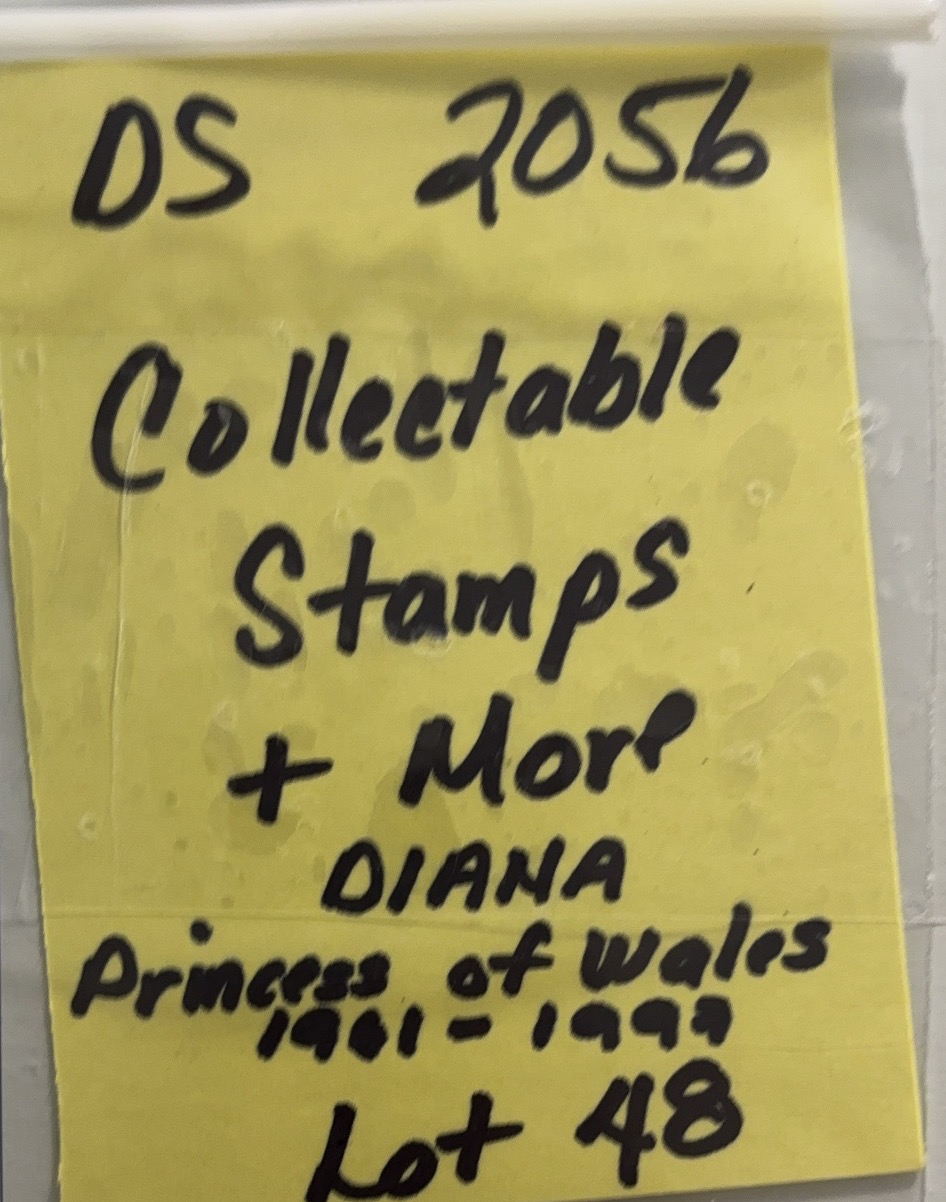 DS 2056
Collectable
Stamps
+ More
DIANA
Princess of Wales
1961 - 1997
Lot 48